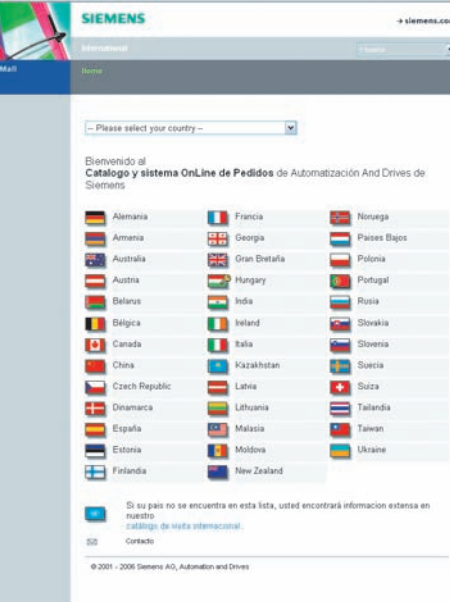 SIEMENS
siemens.com
International
Español
Mall
Home
-- Please select your country --
Bienvenido al
Catalogo y sistema OnLine de Pedidos de Automatización And Drives de
Siemens
Alemania Francia Noruega
Armenia Georgia Paises Bajos
Australia Gran Bretaña Polonia
Austria Hungary Portugal
Belarus India Rusia
Bélgica Ireland Slovakia
Canada Italia Slovenia
China Kazakhstan Suecia
Czech Republic Latvia Suiza
Dinamarca Lithuania Tailandia
España Malasia Taiwan
Estonia Moldova Ukraine
Finlandia New Zealand
Si su pais no se encuentra en esta lista, usted encontrará informacion extensa en
nuestro
catálogo de visita internacional.
Contacto
© 2001 - 2006 Siemens AG, Automation and Drives